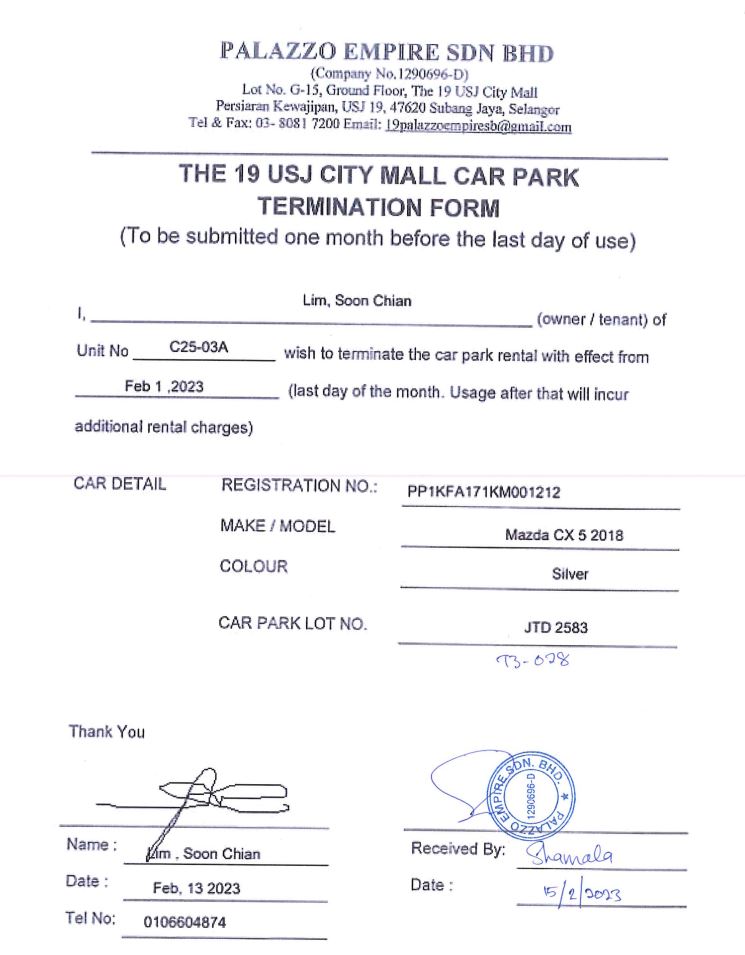 PALAZZO EMPIRE SDN BHD
(Company No.1290696-D)
Lot No. G-15, Ground Floor, The 19 USJ City Mall
Persiaran Kewajipan, USJ 19, 47620 Subang Jaya, Selangor
Tel & Fax: 03- 8081 7200 Email: 19palazzoempiresb@gmail.com
THE 19 USJ CITY MALL CAR PARK
TERMINATION FORM
(To be submitted one month before the last day of use)
I, Lim, Soon Chian (owner / tenant) of
Unit No C25-03A wish to terminate the car park rental with effect from
Feb 1 ,2023 (last day of the month. Usage after that will incur
additional rental charges)
CAR DETAIL REGISTRATION NO.: PP1KFA171KM001212
MAKE / MODEL Mazda CX 5 2018
COLOUR Silver
CAR PARK LOT NO. JTD 2583
T3-028
Thank You
PALAZZO EMPIRE SDN. BHD. 1290696-D
Name : Lim , Soon Chian
Received By: Shamala
Date : Feb, 13 2023
Date : 15/2/2023
Tel No: 0106604874